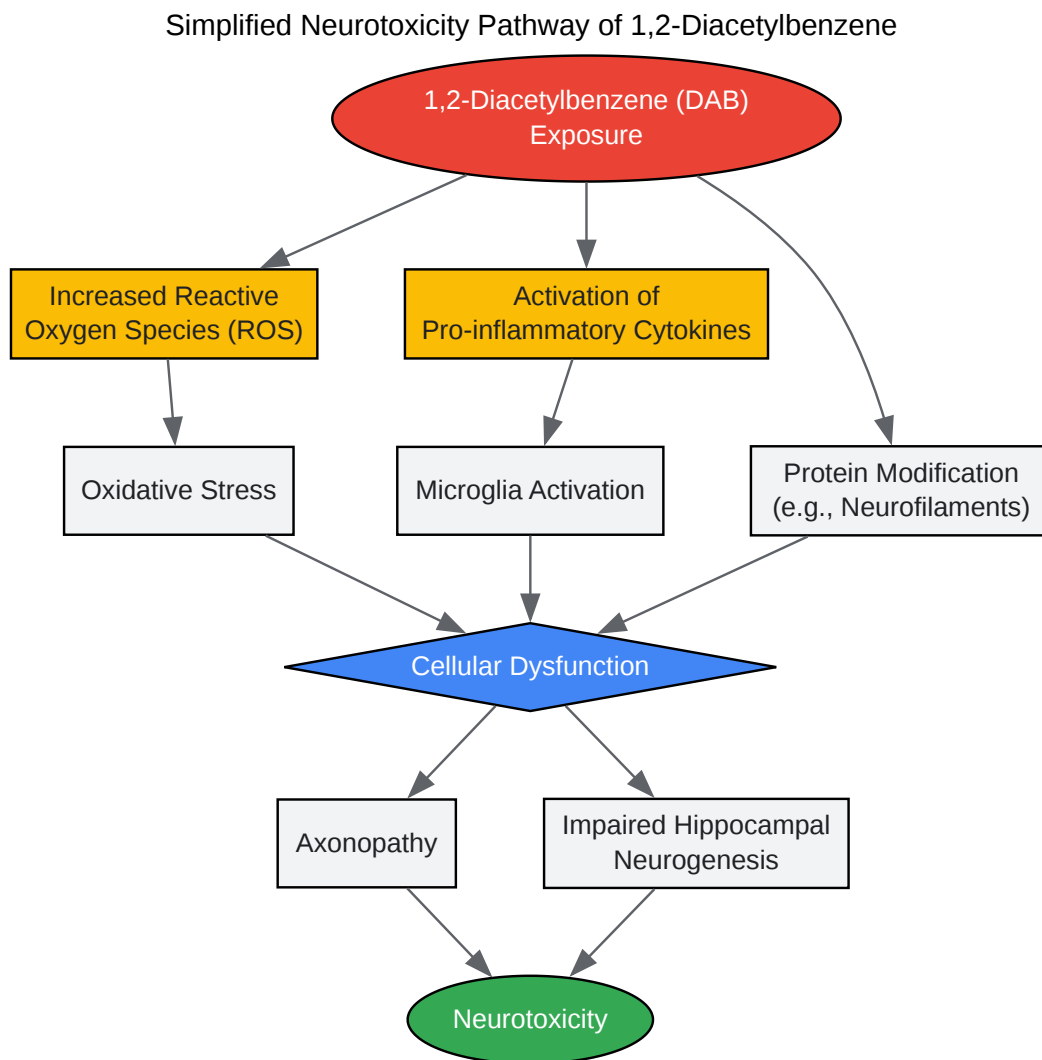 Simplified Neurotoxicity Pathway of 1,2-Diacetylbenzene
1,2-Diacetylbenzene (DAB)
Exposure
Increased Reactive
Oxygen Species (ROS)
Activation of
Pro-inflammatory Cytokines
Oxidative Stress
Microglia Activation
Protein Modification
(e.g., Neurofilaments)
Cellular Dysfunction
Axonopathy
Impaired Hippocampal
Neurogenesis
Neurotoxicity